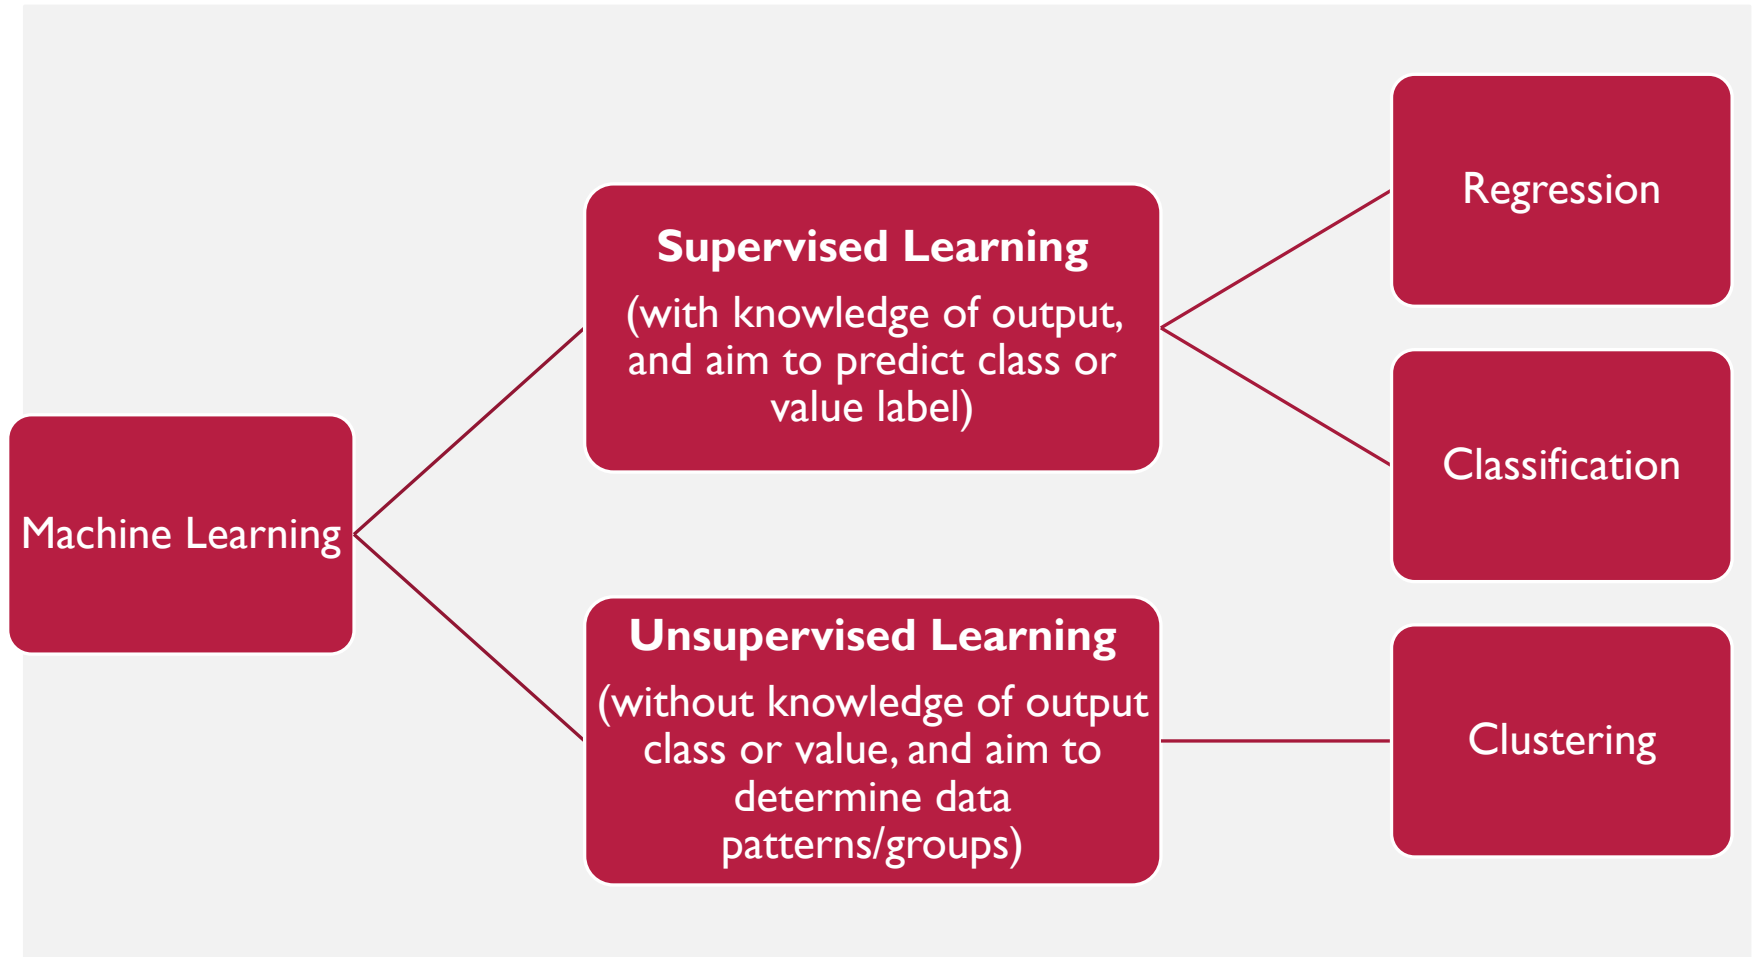 Machine Learning
Supervised Learning
(with knowledge of output,
and aim to predict class or
value label)
Unsupervised Learning
(without knowledge of output
class or value, and aim to
determine data
patterns/groups)
Regression
Classification
Clustering